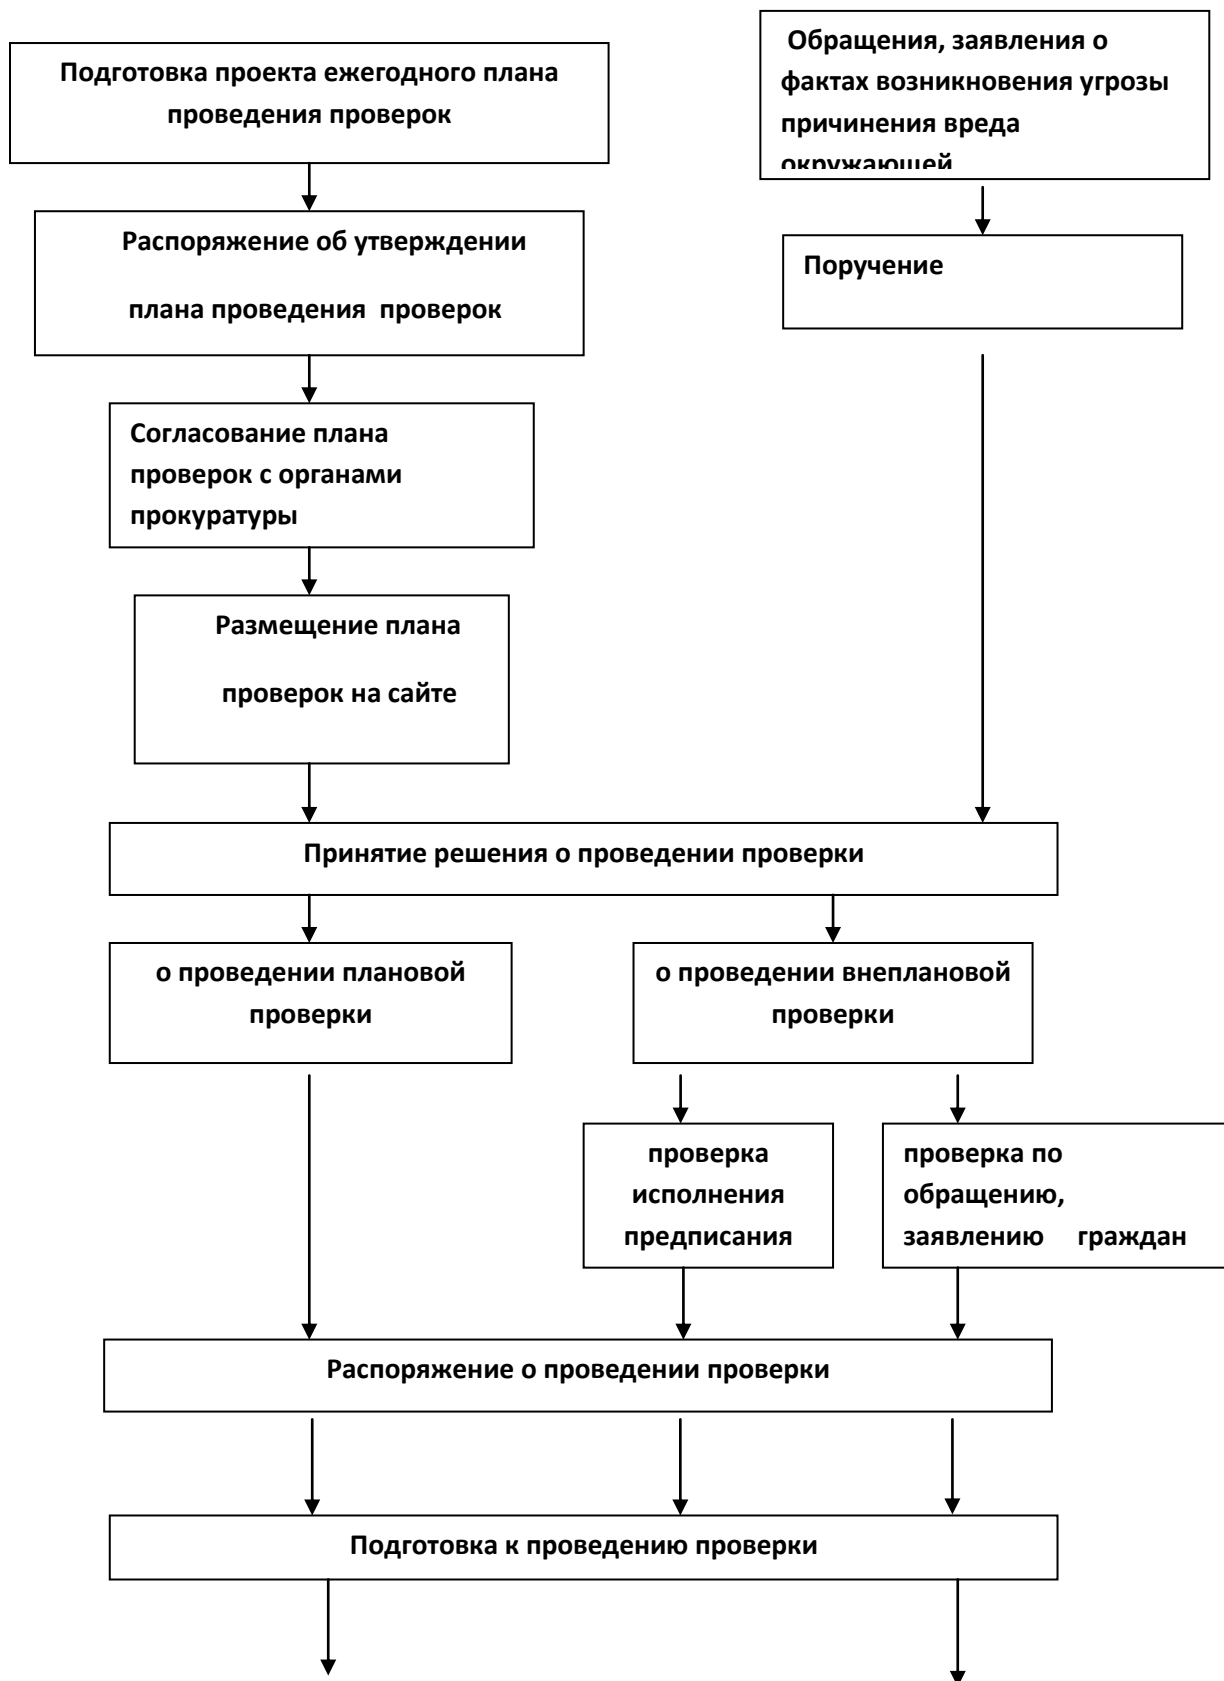 Подготовка проекта ежегодного плана
проведения проверок
Обращения, заявления о
фактах возникновения угрозы
причинения вреда
окружающей
Распоряжение об утверждении
плана проведения проверок
Поручение
Согласование плана
проверок с органами
прокуратуры
Размещение плана
проверок на сайте
Принятие решения о проведении проверки
о проведении плановой
проверки
о проведении внеплановой
проверки
проверка
исполнения
предписания
проверка по
обращению,
заявлению граждан
Распоряжение о проведении проверки
Подготовка к проведению проверки